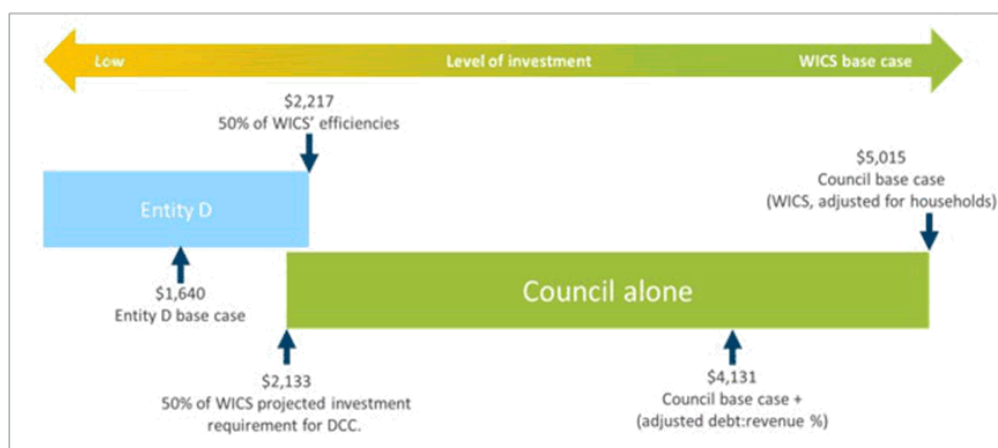 Low
Level of investment
WICS base case
$2,217
50% of WICS' efficiencies
$5,015
Council base case
(WICS, adjusted for households)
Entity D
$1,640
Entity D base case
Council alone
$2,133
50% of WICS projected investment
requirement for DCC.
$4,131
Council base case +
(adjusted debt:revenue %)